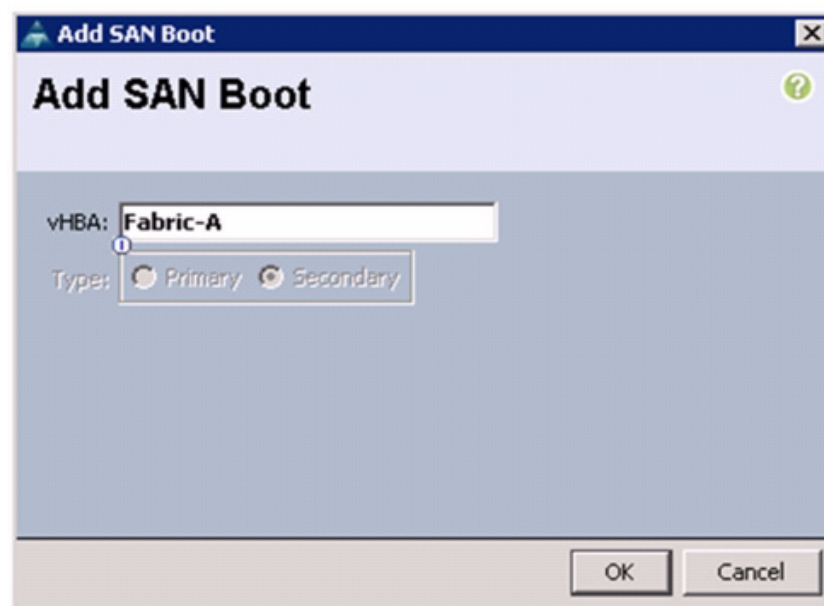 Add SAN Boot
Add SAN Boot
vHBA: Fabric-A
Type: Primary Secondary
OK Cancel